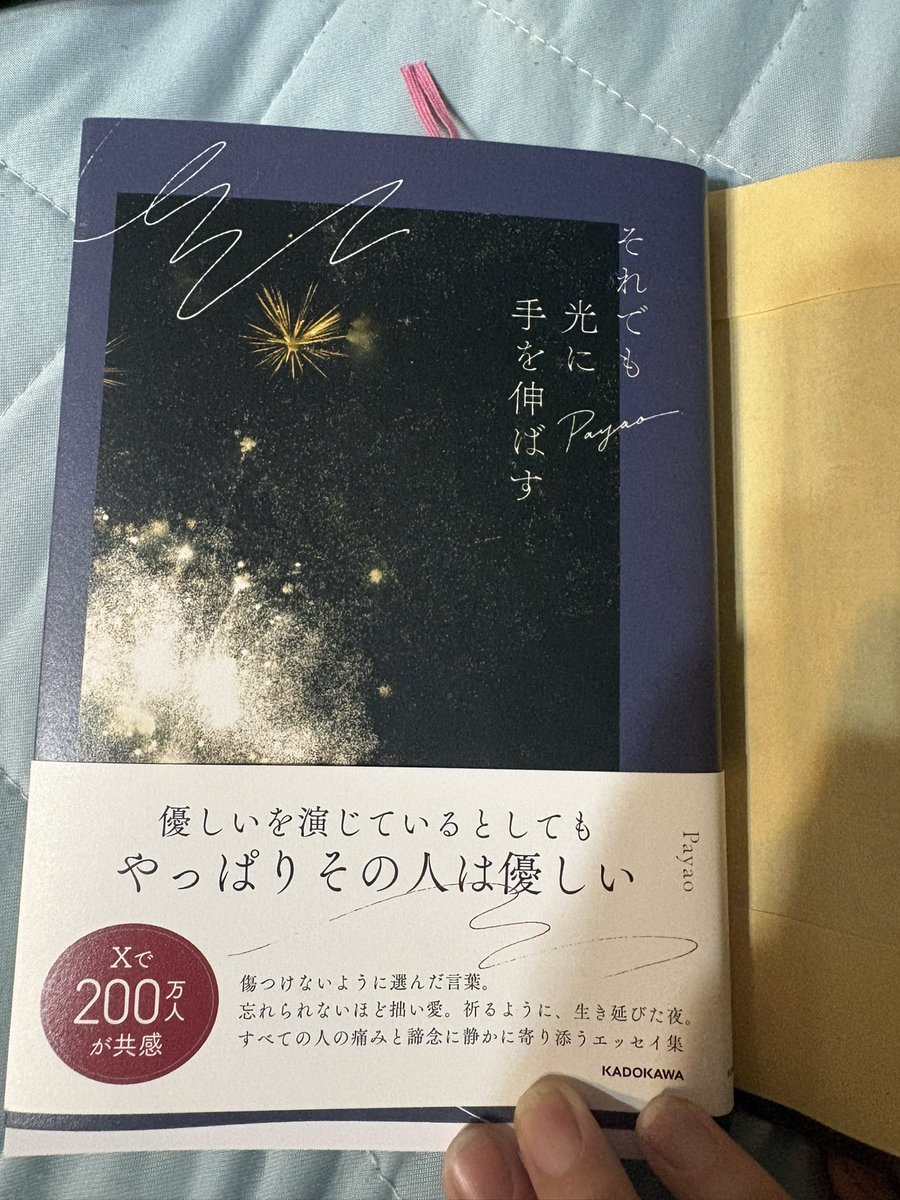 それでも
光に
手を伸ばす
Payao
優しいを演じているとしても
やっぱりその人は優しい
Payao
Xで
200万人
が共感
傷つけないように選んだ言葉。
忘れられないほど拙い愛。祈るように、生き延びた夜。
すべての人の痛みと諦念に静かに寄り添うエッセイ集
KADOKAWA